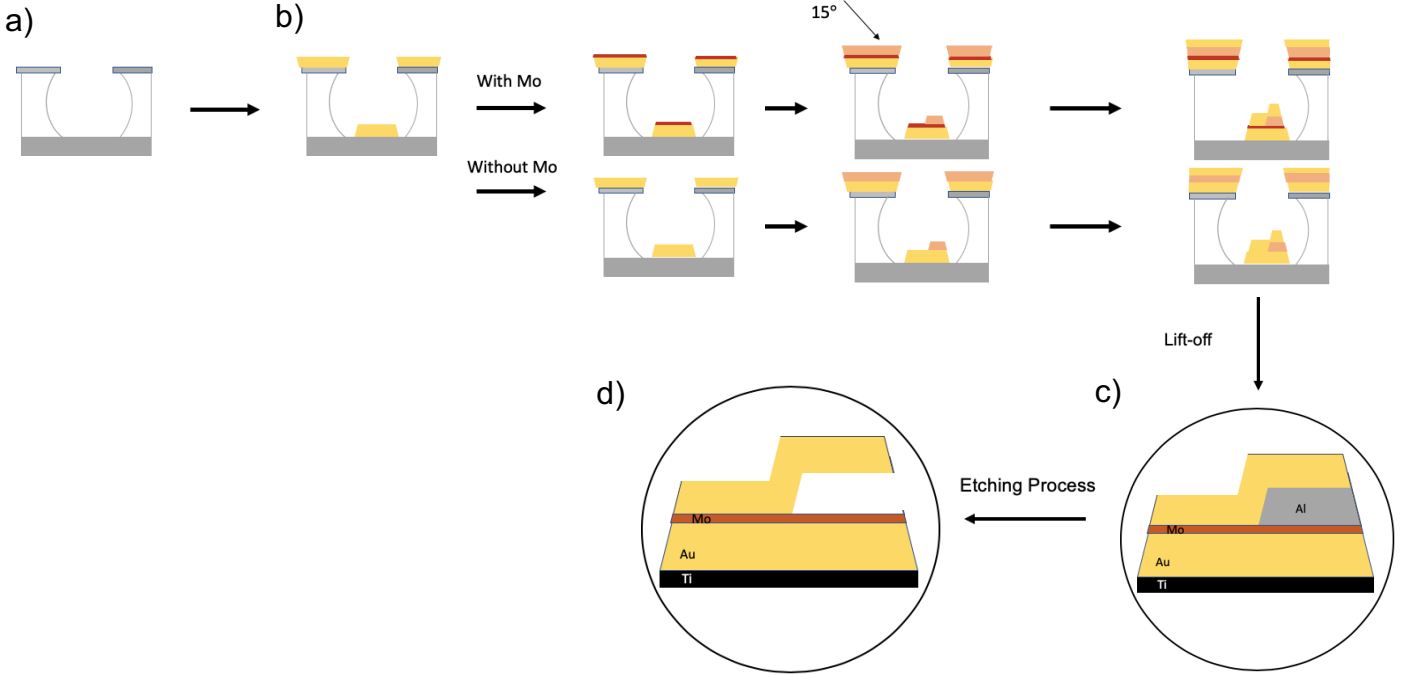 a)
b)
15°
With Mo
Without Mo
Lift-off
d)
c)
Etching Process
Mo
Au
Ti
Al
Mo
Au
Ti